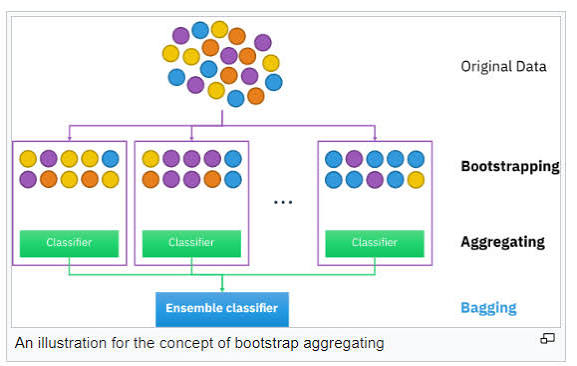 Original Data
Bootstrapping
...
Classifier Classifier Classifier
Aggregating
Ensemble classifier
Bagging
An illustration for the concept of bootstrap aggregating